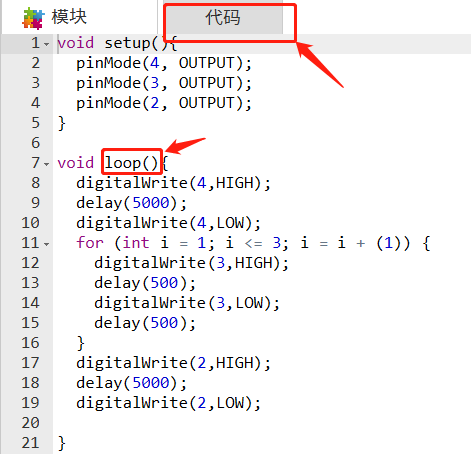 模块 代码
1 void setup(){
2   pinMode(4, OUTPUT);
3   pinMode(3, OUTPUT);
4   pinMode(2, OUTPUT);
5 }
6
7 void loop(){
8   digitalWrite(4,HIGH);
9   delay(5000);
10   digitalWrite(4,LOW);
11   for (int i = 1; i <= 3; i = i + (1)) {
12     digitalWrite(3,HIGH);
13     delay(500);
14     digitalWrite(3,LOW);
15     delay(500);
16   }
17   digitalWrite(2,HIGH);
18   delay(5000);
19   digitalWrite(2,LOW);
20
21 }